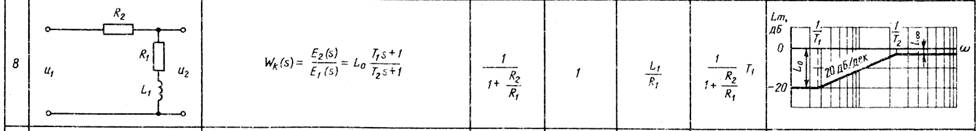 8
R₂
R₁
L₁
u₁
u₂
Wₖ(s) = E₂(s)/E₁(s) = L₀ (T₁s+1)/(T₂s+1)
1/(1 + R₂/R₁)
1
L₁/R₁
1/(1 + R₂/R₁) T₁
Lm, дБ
1/T₁
1/T₂
L∞
ω
0
L₀
20 дБ/дек
-20